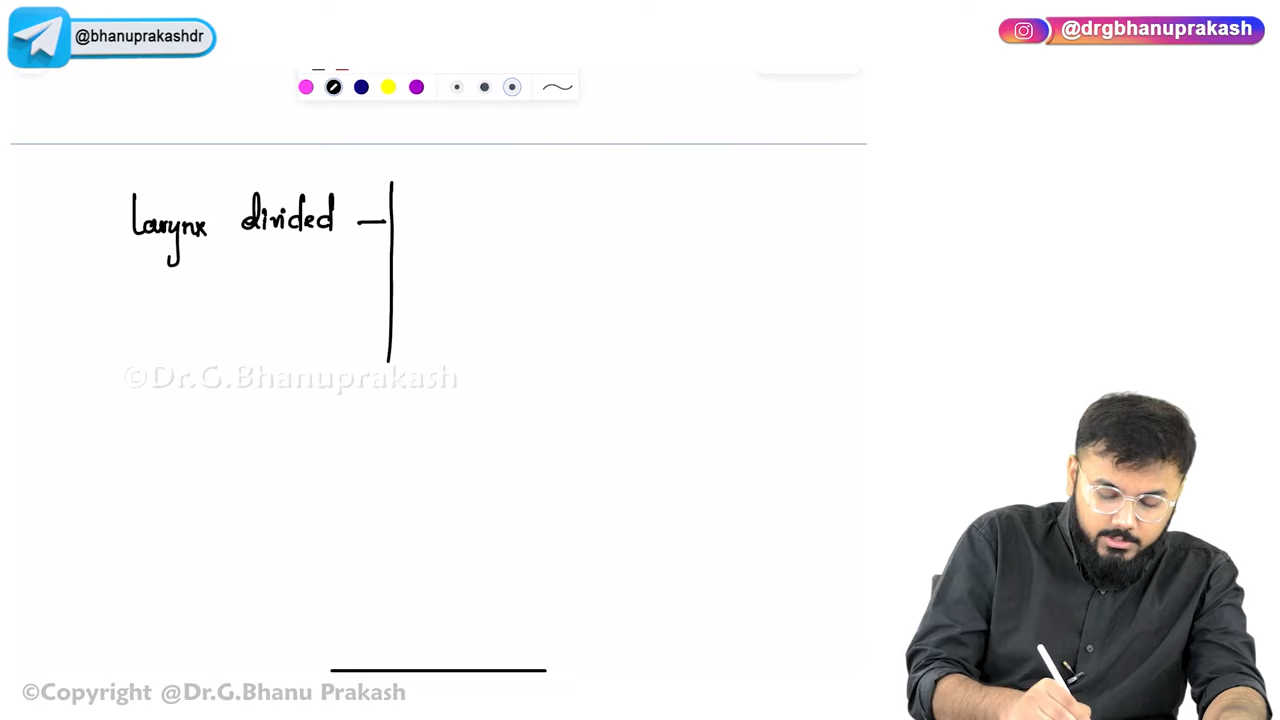 @bhanuprakashdr
@drgbhanuprakash
Larynx divided —
©Dr.G.Bhanuprakash
©Copyright @Dr.G.Bhanu Prakash